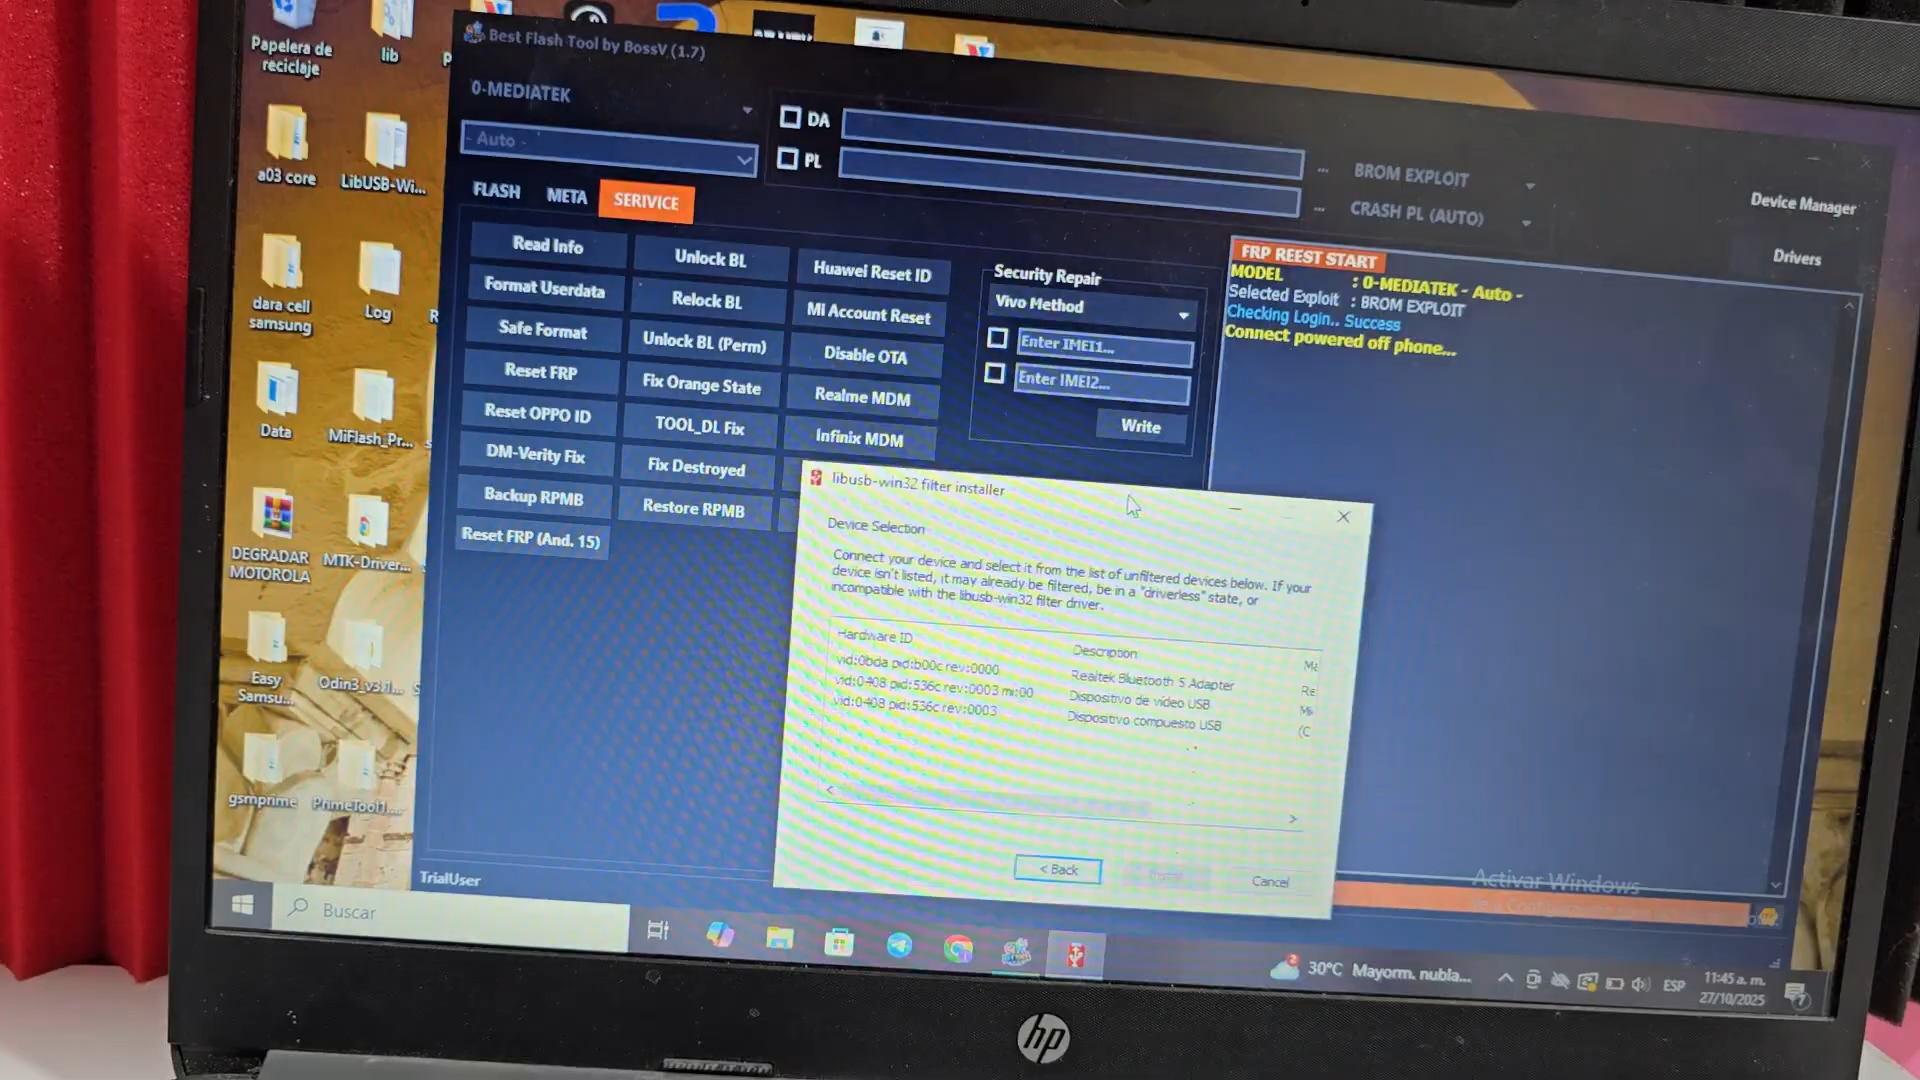 Papelera de
reciclaje
lib
a03 core
LibUSB-Wi...
dara cell
samsung
Log
Data
MiFlash_Pr...
DEGRADAR
MOTOROLA
MTK-Driver...
Easy
Samsu...
Odin3_v3.1...
gsmprime
PrimeTool1....
Best Flash Tool by BossV (1.7)
0-MEDIATEK
- Auto -
DA
PL
...
...
BROM EXPLOIT
CRASH PL (AUTO)
Device Manager
Drivers
FLASH
META
SERIVICE
Read Info
Unlock BL
Huawei Reset ID
Format Userdata
Relock BL
MI Account Reset
Safe Format
Unlock BL (Perm)
Disable OTA
Reset FRP
Fix Orange State
Realme MDM
Reset OPPO ID
TOOL_DL Fix
Infinix MDM
DM-Verity Fix
Fix Destroyed
Backup RPMB
Restore RPMB
Reset FRP (And. 15)
Security Repair
Vivo Method
Enter IMEI1...
Enter IMEI2...
Write
FRP REEST START
MODEL : 0-MEDIATEK - Auto -
Selected Exploit : BROM EXPLOIT
Checking Login.. Success
Connect powered off phone...
libusb-win32 filter installer
Device Selection
Connect your device and select it from the list of unfiltered devices below. If your
device isn't listed, it may already be filtered, be in a "driverless" state, or
incompatible with the libusb-win32 filter driver.
Hardware ID Description Ma
vid:0bda pid:b00c rev:0000 Realtek Bluetooth 5 Adapter Re
vid:0408 pid:536c rev:0003 mi:00 Dispositivo de vídeo USB Mi
vid:0408 pid:536c rev:0003 Dispositivo compuesto USB (C
< Back
Cancel
TrialUser
Activar Windows
Buscar
2
30°C Mayorm. nubla...
ESP
11:45 a. m.
27/10/2025
7
hp